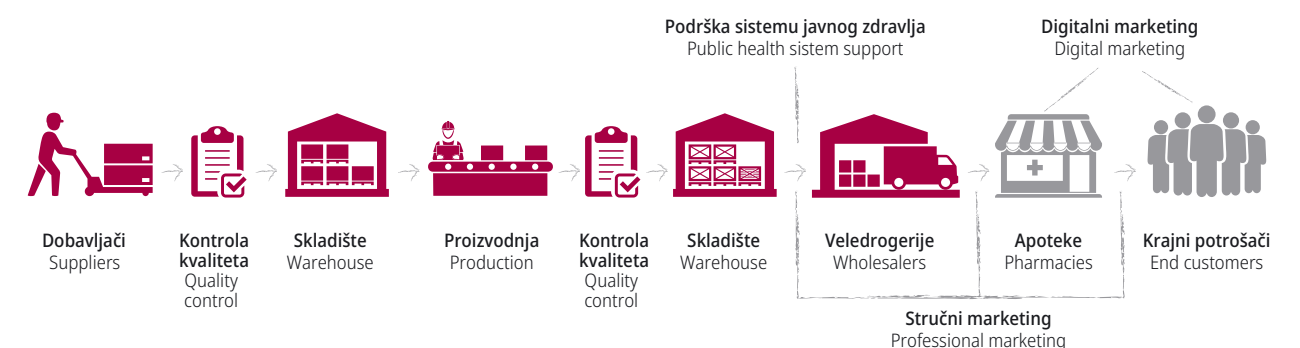 Podrška sistemu javnog zdravlja
Public health sistem support
Digitalni marketing
Digital marketing
Dobavljači
Suppliers
Kontrola
kvaliteta
Quality
control
Skladište
Warehouse
Proizvodnja
Production
Kontrola
kvaliteta
Quality
control
Skladište
Warehouse
Veledrogerije
Wholesalers
Apoteke
Pharmacies
Krajni potrošači
End customers
Stručni marketing
Professional marketing